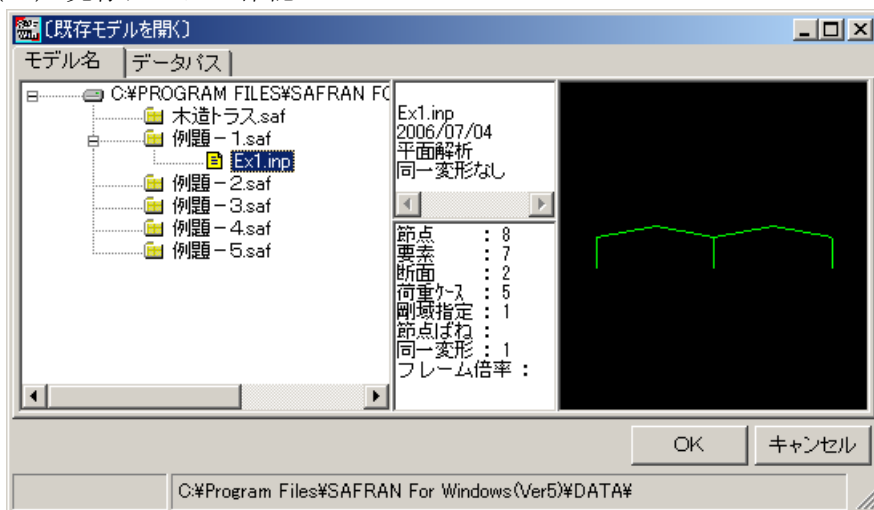 〔既存モデルを開く〕
モデル名
データパス
C:¥PROGRAM FILES¥SAFRAN FO
木造トラス.saf
例題－1.saf
Ex1.inp
例題－2.saf
例題－3.saf
例題－4.saf
例題－5.saf
Ex1.inp
2006/07/04
平面解析
同一変形なし
節点 : 8
要素 : 7
断面 : 2
荷重ｹｰｽ : 5
剛域指定 : 1
節点ばね :
同一変形 : 1
フレーム倍率 :
OK
キャンセル
C:¥Program Files¥SAFRAN For Windows(Ver5)¥DATA¥